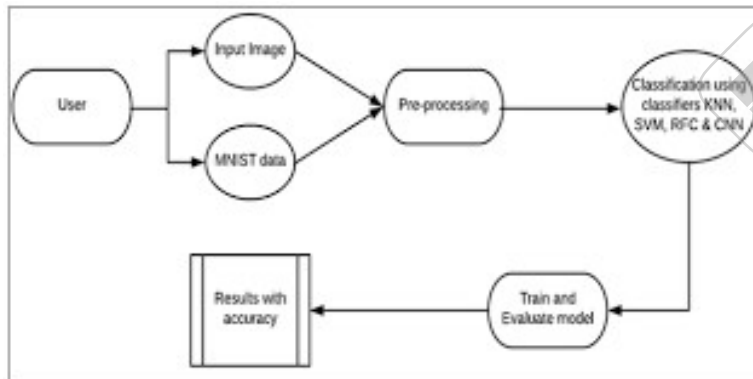 Input Image
User
Pre-processing
Classification using
classifiers KNN,
SVM, RFC & CNN
MNIST data
Results with
accuracy
Train and
Evaluate model